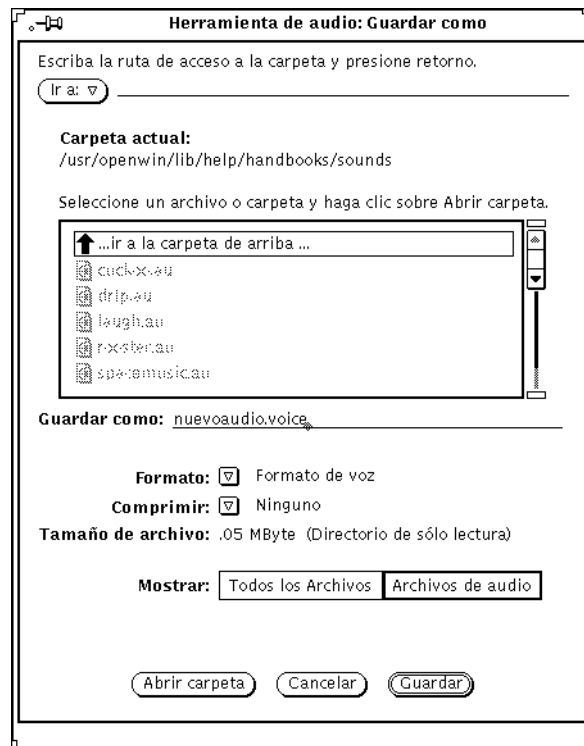 Herramienta de audio: Guardar como
Escriba la ruta de acceso a la carpeta y presione retorno.
Ir a:
Carpeta actual:
/usr/openwin/lib/help/handbooks/sounds
Seleccione un archivo o carpeta y haga clic sobre Abrir carpeta.
...ir a la carpeta de arriba ...
drip.au
laugh.au
spacemusic.au
Guardar como: nuevoaudio.voice
Formato: Formato de voz
Comprimir: Ninguno
Tamaño de archivo: .05 MByte (Directorio de sólo lectura)
Mostrar: Todos los Archivos Archivos de audio
Abrir carpeta Cancelar Guardar